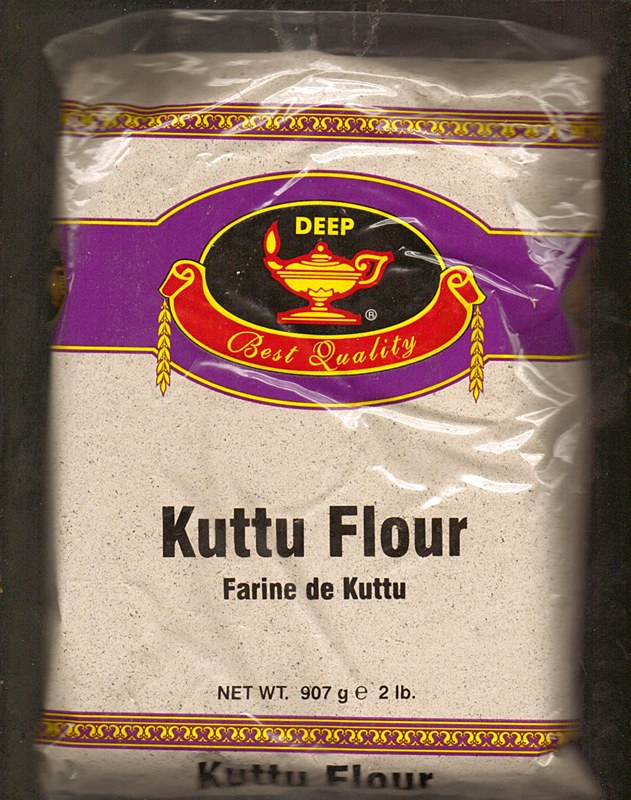 DEEP
®
Best Quality
Kuttu Flour
Farine de Kuttu
NET WT. 907 g ℮ 2 lb.
Kuttu Flour